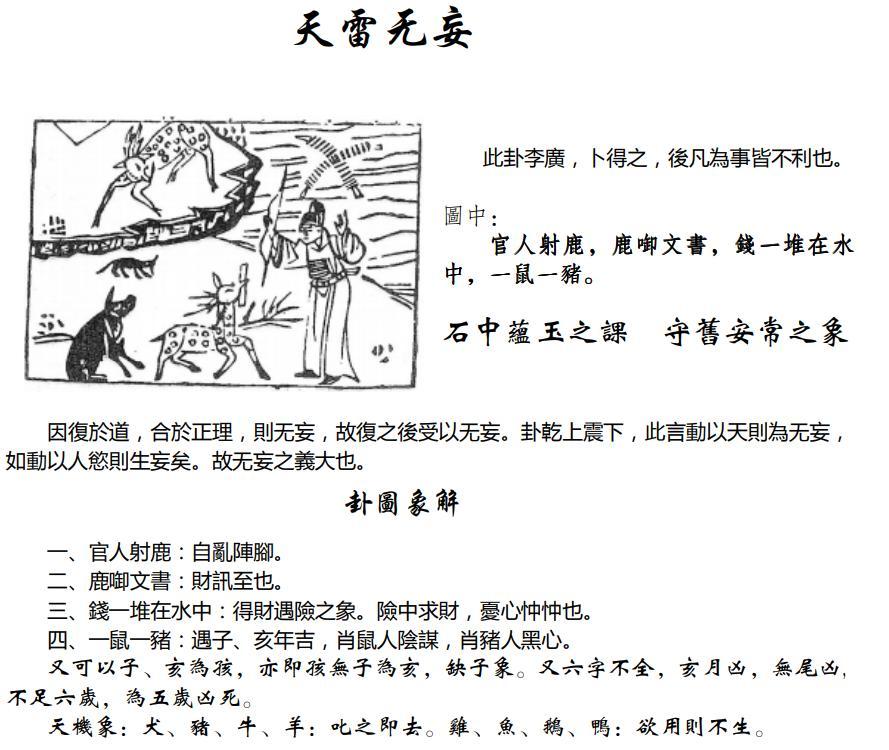 天雷无妄
此卦李廣，卜得之，後凡為事皆不利也。
圖中：
官人射鹿，鹿啣文書，錢一堆在水
中，一鼠一豬。
石中蘊玉之課　守舊安常之象
因復於道，合於正理，則无妄，故復之後受以无妄。卦乾上震下，此言動以天則為无妄，
如動以人慾則生妄矣。故无妄之義大也。
卦圖象解
一、官人射鹿：自亂陣腳。
二、鹿啣文書：財訊至也。
三、錢一堆在水中：得財遇險之象。險中求財，憂心忡忡也。
四、一鼠一豬：遇子、亥年吉，肖鼠人陰謀，肖豬人黑心。
又可以子、亥為孩，亦即孩無子為亥，缺子象。又六字不全，亥月凶，無尾凶，
不足六歲，為五歲凶死。
天機象：犬、豬、牛、羊：叱之即去。雞、魚、鵝、鴨：欲用則不生。